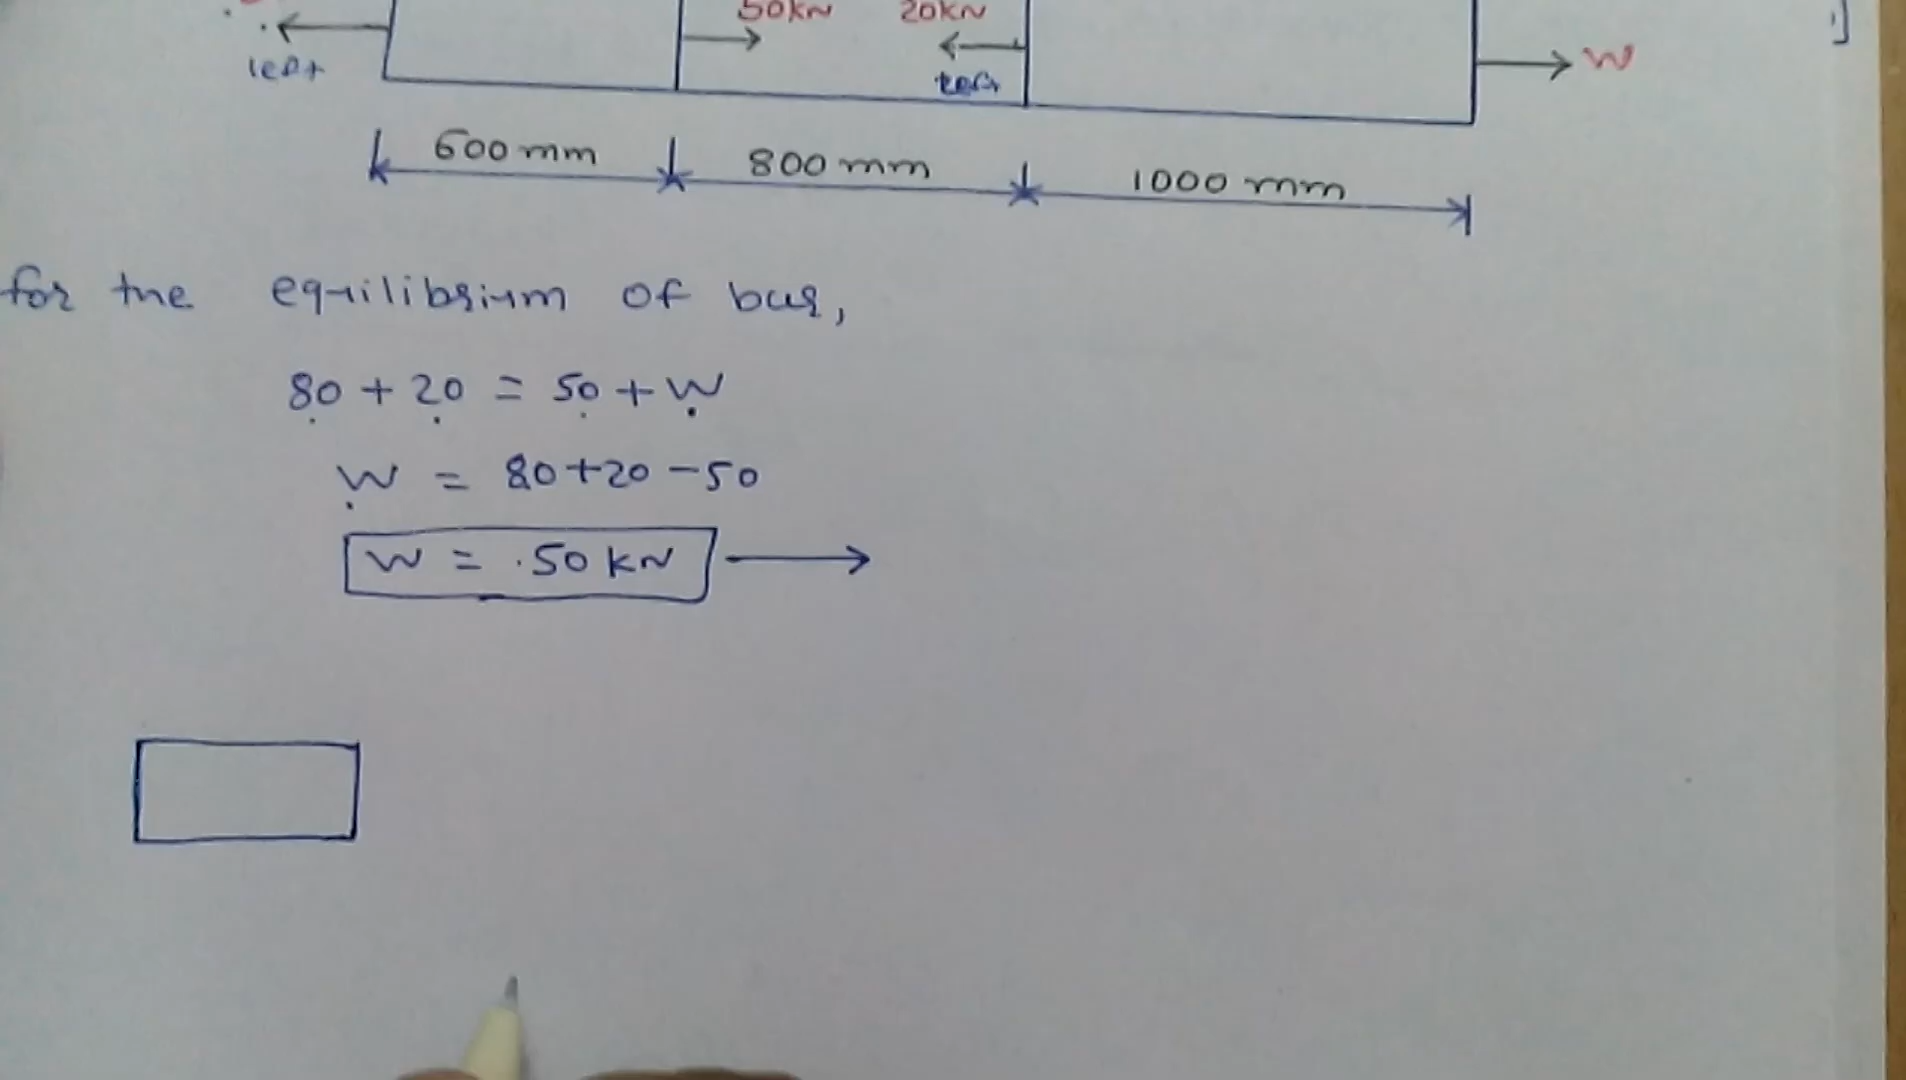 50kN 20kN
left left W
600 mm 800 mm 1000 mm
for the equilibrium of bar,
80 + 20 = 50 + W
W = 80+20-50
W = 50 kN